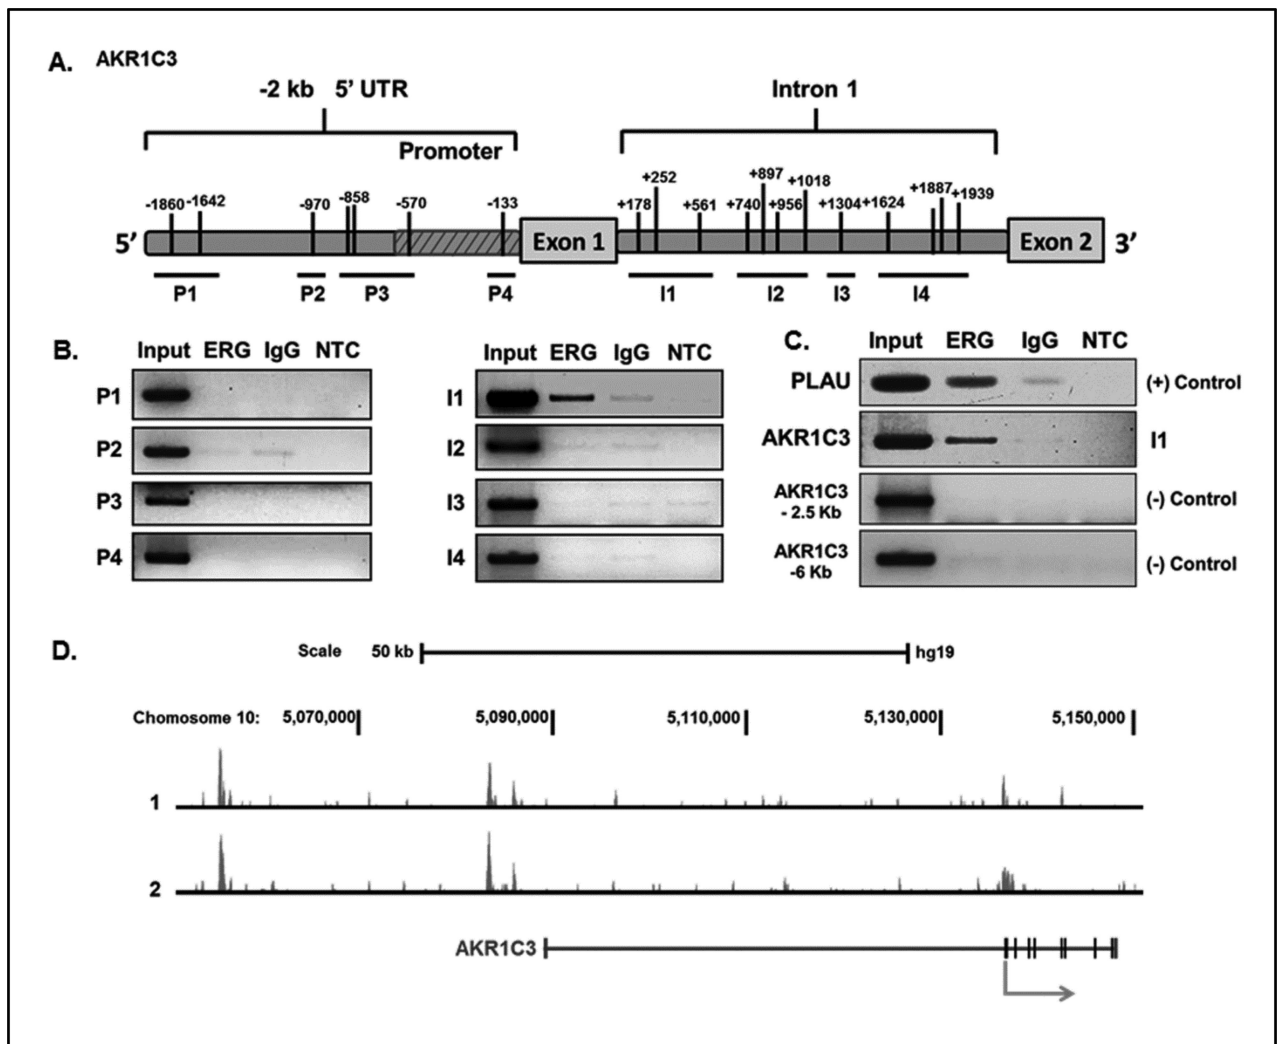 A. AKR1C3
-2 kb 5' UTR
Intron 1
Promoter
-1860 -1642 -970 -858 -570 -133
+178 +252 +561 +740 +897 +956 +1018 +1304 +1624 +1887 +1939
5' Exon 1 Exon 2 3'
P1 P2 P3 P4 I1 I2 I3 I4
B.
Input ERG IgG NTC
P1
P2
P3
P4
Input ERG IgG NTC
I1
I2
I3
I4
C.
Input ERG IgG NTC
PLAU (+) Control
AKR1C3 I1
AKR1C3
- 2.5 Kb
(-) Control
AKR1C3
-6 Kb
(-) Control
D.
Scale 50 kb hg19
Chomosome 10: 5,070,000 5,090,000 5,110,000 5,130,000 5,150,000
1
2
AKR1C3